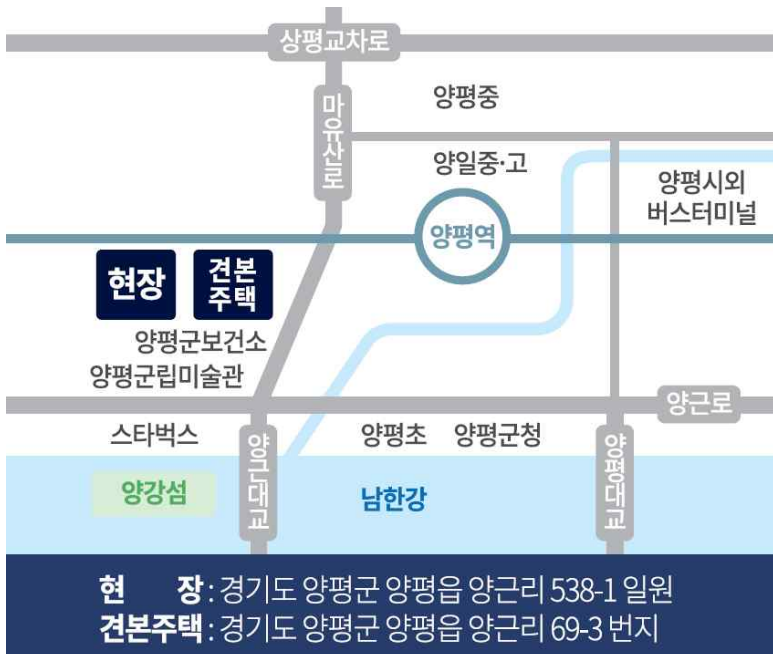 상평교차로
마유산로
양평중
양일중·고
양평시외
버스터미널
양평역
현장
견본
주택
양평군보건소
양평군립미술관
양근로
스타벅스
양근대교
양평초
양평군청
양평대교
양강섬
남한강
현 장 : 경기도 양평군 양평읍 양근리 538-1 일원
견본주택 : 경기도 양평군 양평읍 양근리 69-3 번지